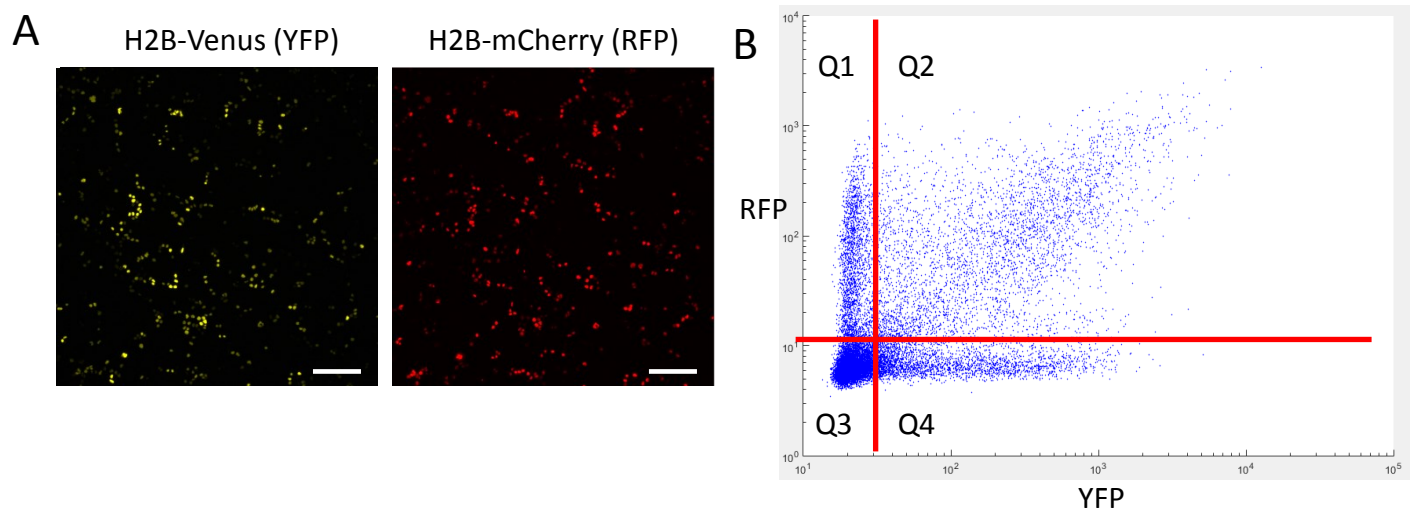 A
H2B-Venus (YFP)
H2B-mCherry (RFP)
B
10⁴
Q1
Q2
10³
RFP
10²
10¹
Q3
Q4
10⁰
10¹
10²
10³
10⁴
10⁵
YFP